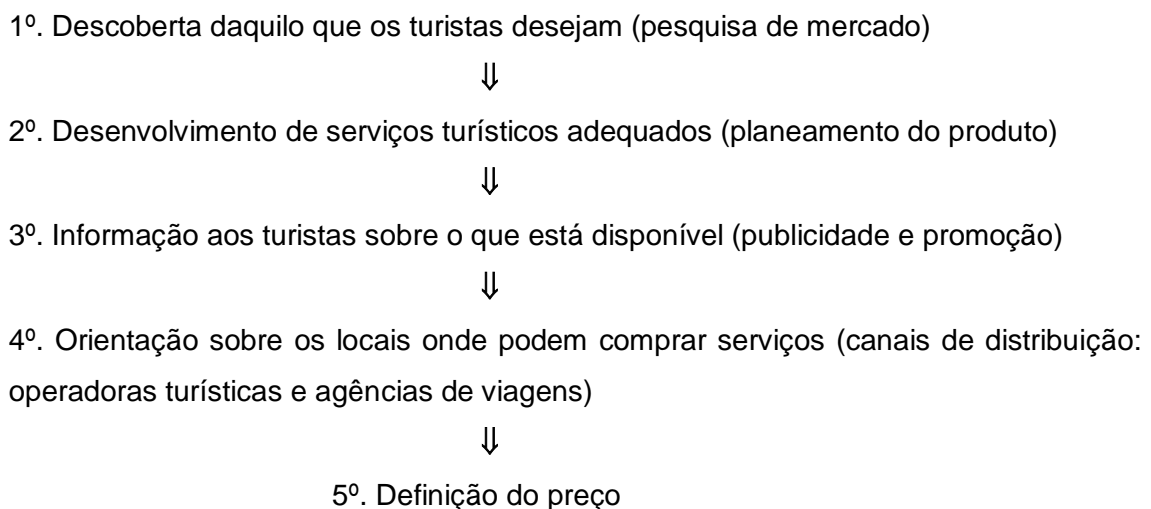 1º. Descoberta daquilo que os turistas desejam (pesquisa de mercado)
⇓
2º. Desenvolvimento de serviços turísticos adequados (planeamento do produto)
⇓
3º. Informação aos turistas sobre o que está disponível (publicidade e promoção)
⇓
4º. Orientação sobre os locais onde podem comprar serviços (canais de distribuição:
operadoras turísticas e agências de viagens)
⇓
5º. Definição do preço